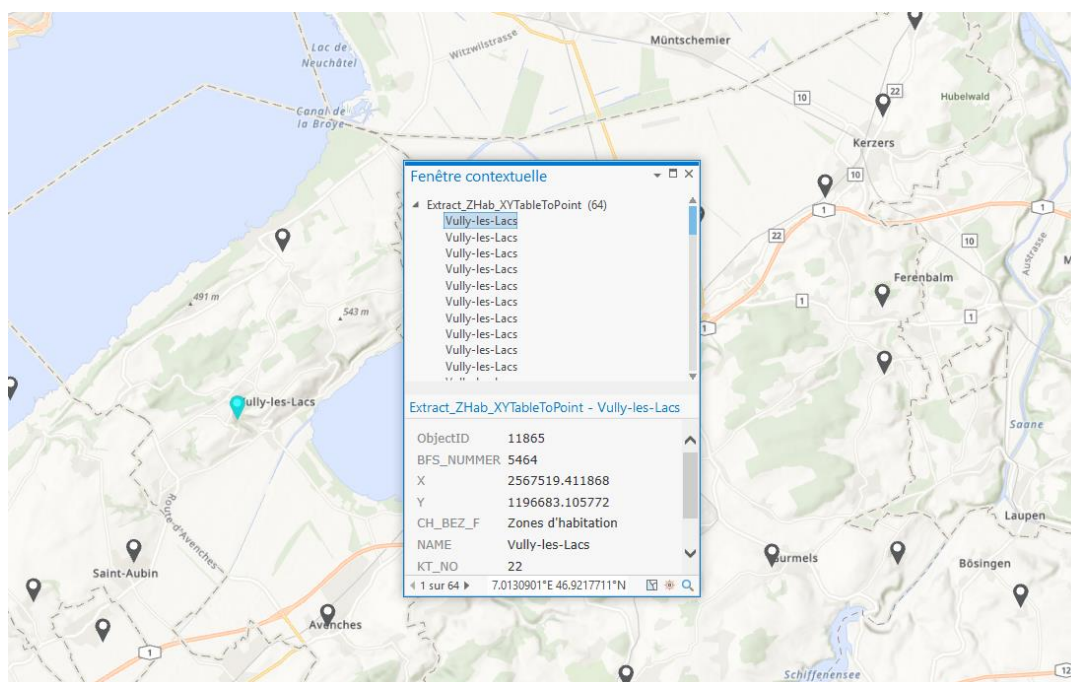 Lac de
Neuchâtel
Witzwilstrasse
Müntschemier
Canal de
la Broye
10
22
Hubelwald
Kerzers
10
1
1
22
10
Austrasse
M
Ferenbalm
1
1
1
491 m
543 m
Vully-les-Lacs
Saane
Route d'Avenches
Laupen
Saint-Aubin
Gurmels
Bösingen
Avenches
1
Schiffenensee
12
Fenêtre contextuelle
Extract_ZHab_XYTableToPoint (64)
Vully-les-Lacs
Vully-les-Lacs
Vully-les-Lacs
Vully-les-Lacs
Vully-les-Lacs
Vully-les-Lacs
Vully-les-Lacs
Vully-les-Lacs
Vully-les-Lacs
Vully-les-Lacs
Extract_ZHab_XYTableToPoint - Vully-les-Lacs
ObjectID 11865
BFS_NUMMER 5464
X 2567519.411868
Y 1196683.105772
CH_BEZ_F Zones d'habitation
NAME Vully-les-Lacs
KT_NO 22
1 sur 64
7.0130901°E 46.9217711°N